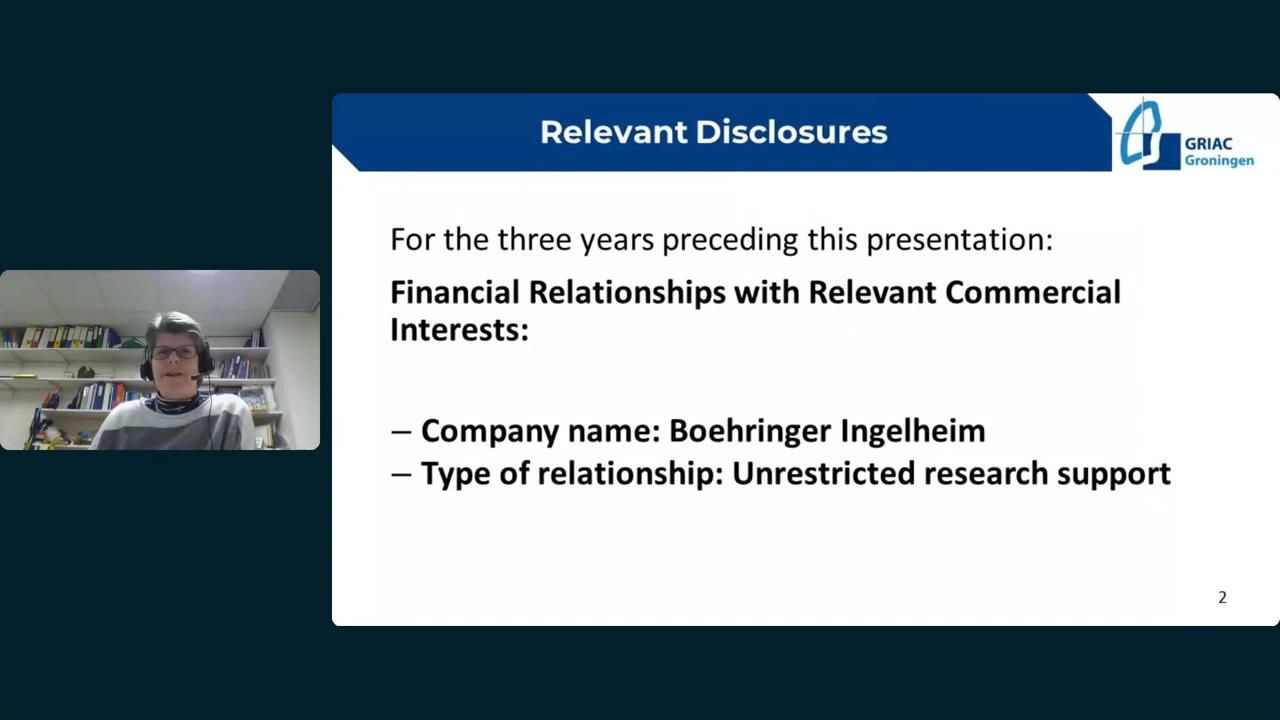 Relevant Disclosures
GRIAC
Groningen
For the three years preceding this presentation:
Financial Relationships with Relevant Commercial
Interests:
– Company name: Boehringer Ingelheim
– Type of relationship: Unrestricted research support
2